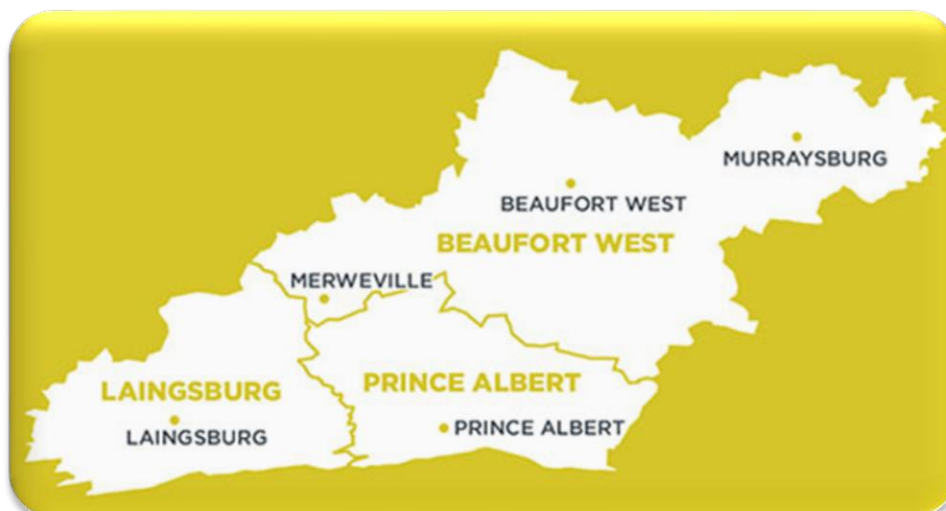 MURRAYSBURG
BEAUFORT WEST
BEAUFORT WEST
MERWEVILLE
LAINGSBURG
PRINCE ALBERT
LAINGSBURG
PRINCE ALBERT